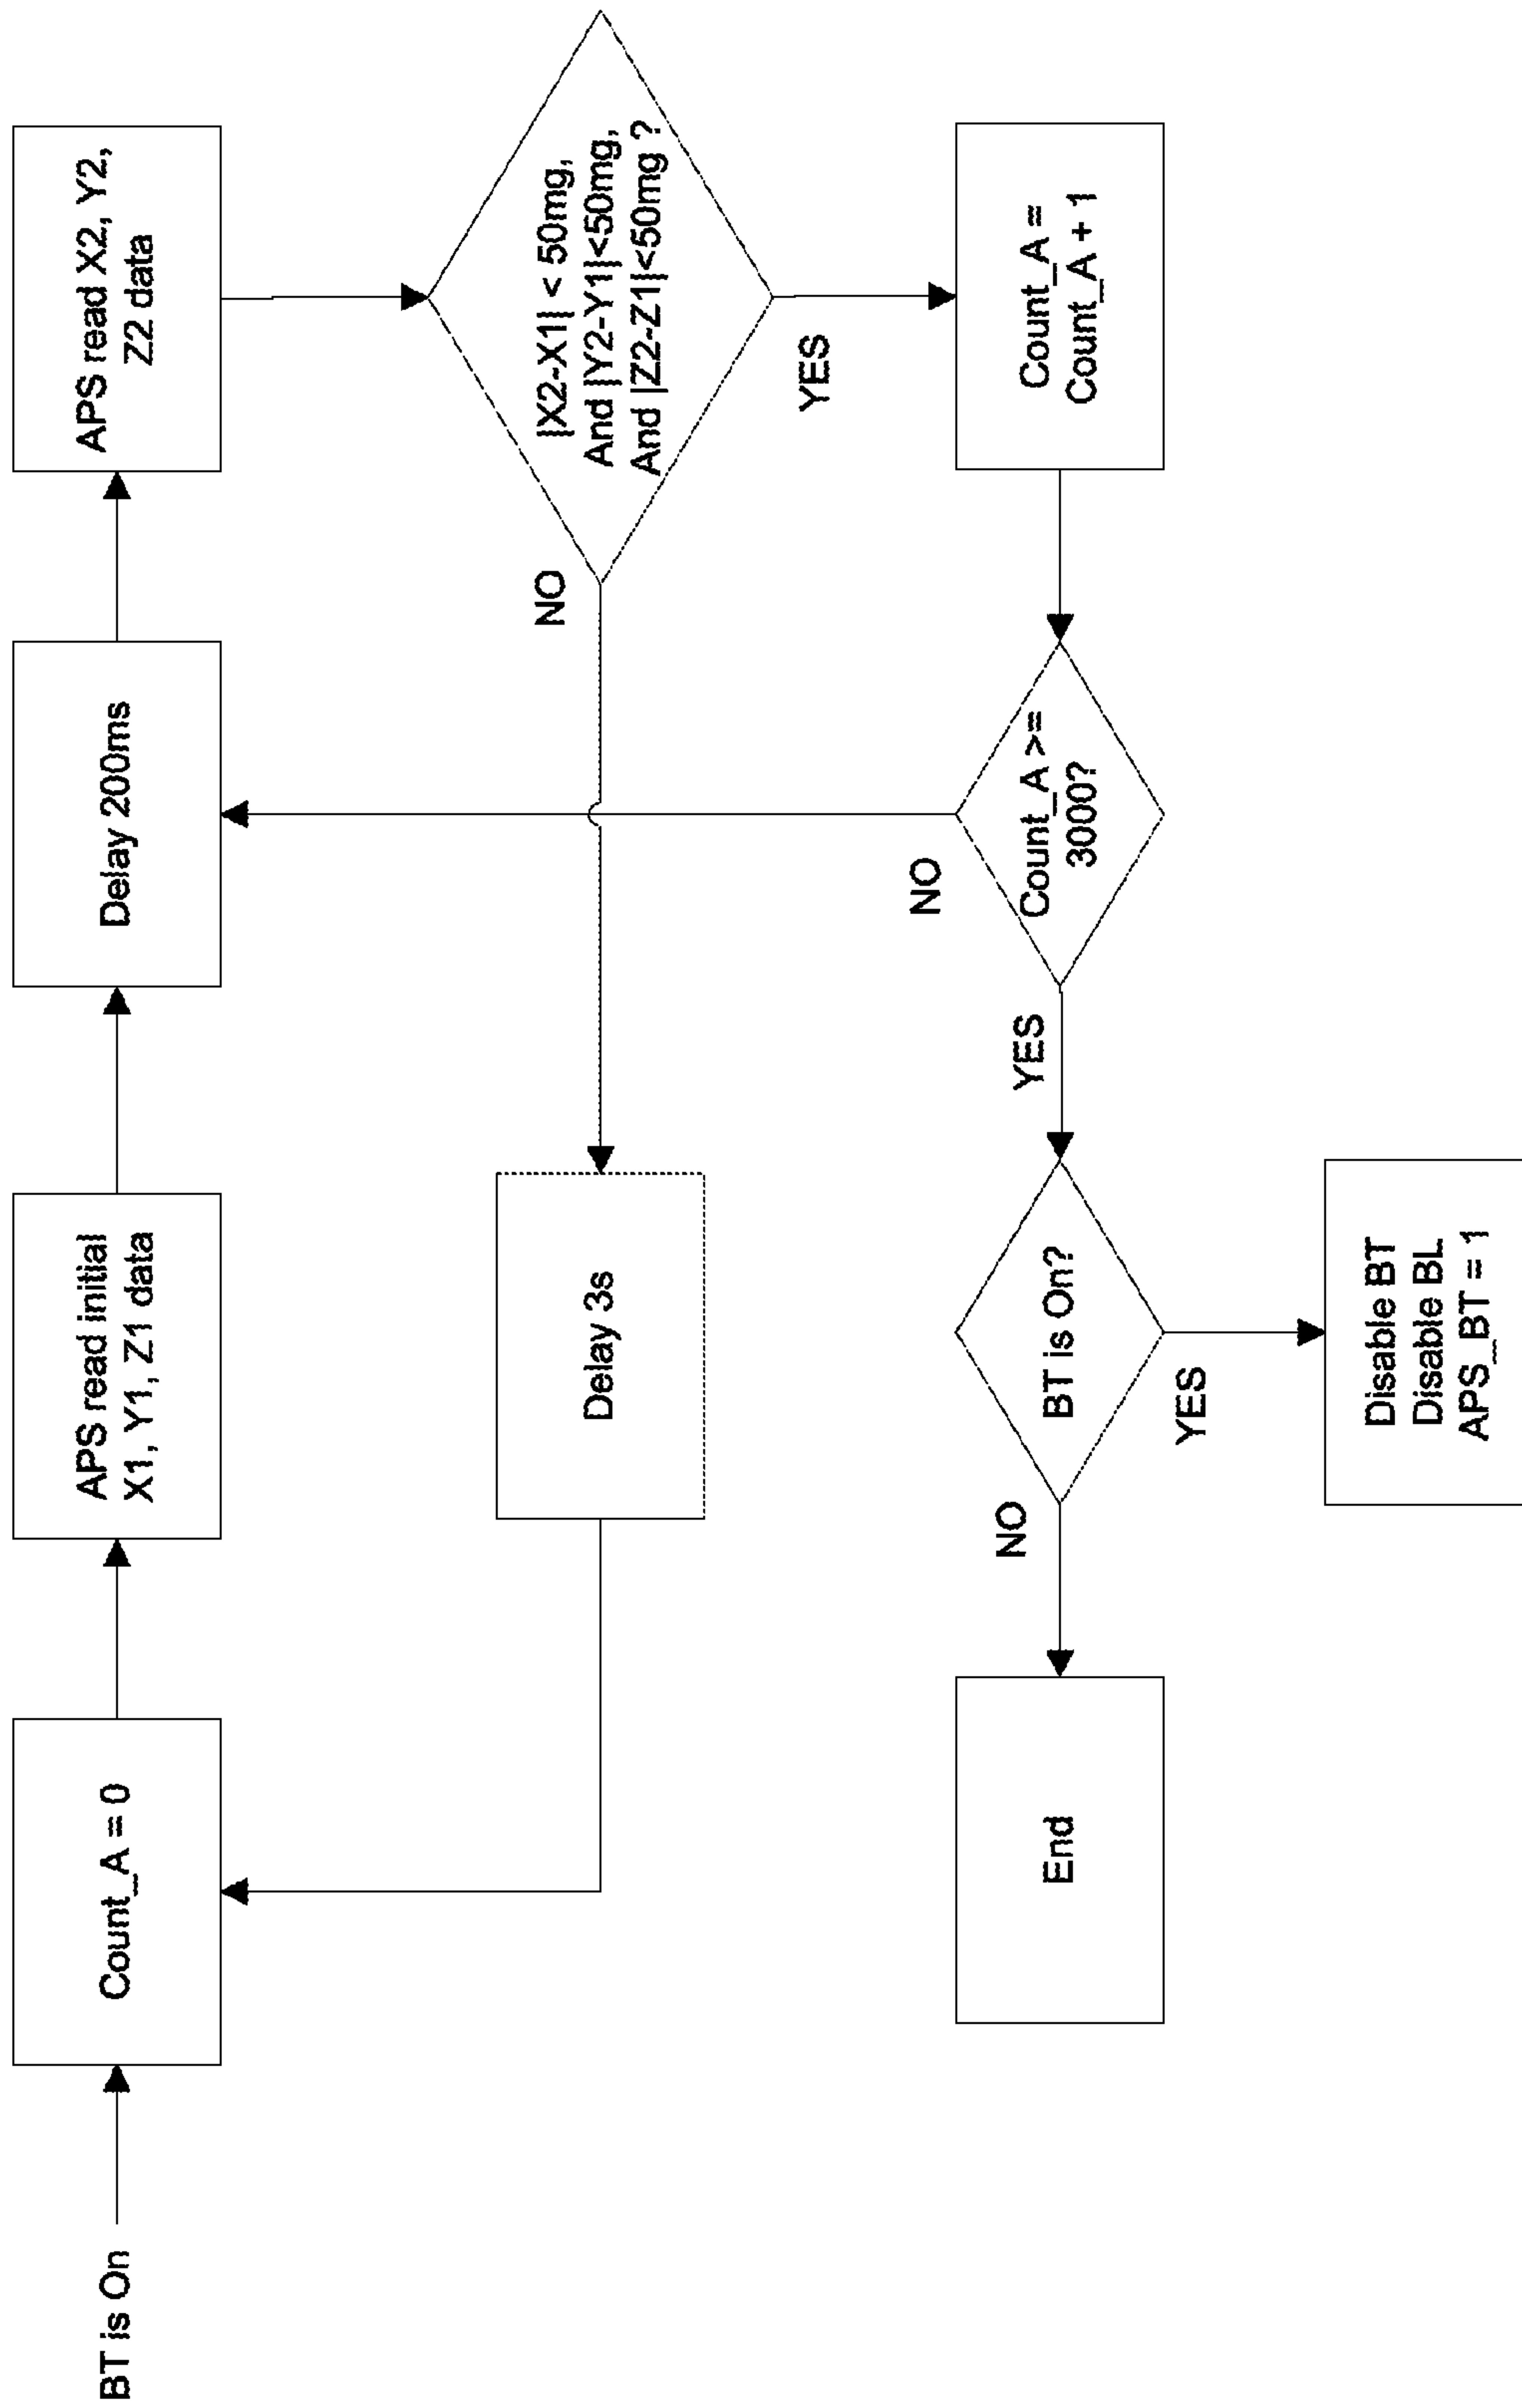 BT is On
Count_A = 0
APS read initial
X1, Y1, Z1 data
Delay 200ms
APS read X2, Y2,
Z2 data
|X2-X1| < 50mg,
And |Y2-Y1|<50mg,
And |Z2-Z1|<50mg ?
NO
YES
Delay 3s
Count_A =
Count_A + 1
Count_A >=
3000?
NO
YES
BT is On?
NO
YES
End
Disable BT
Disable BL
APS_BT = 1